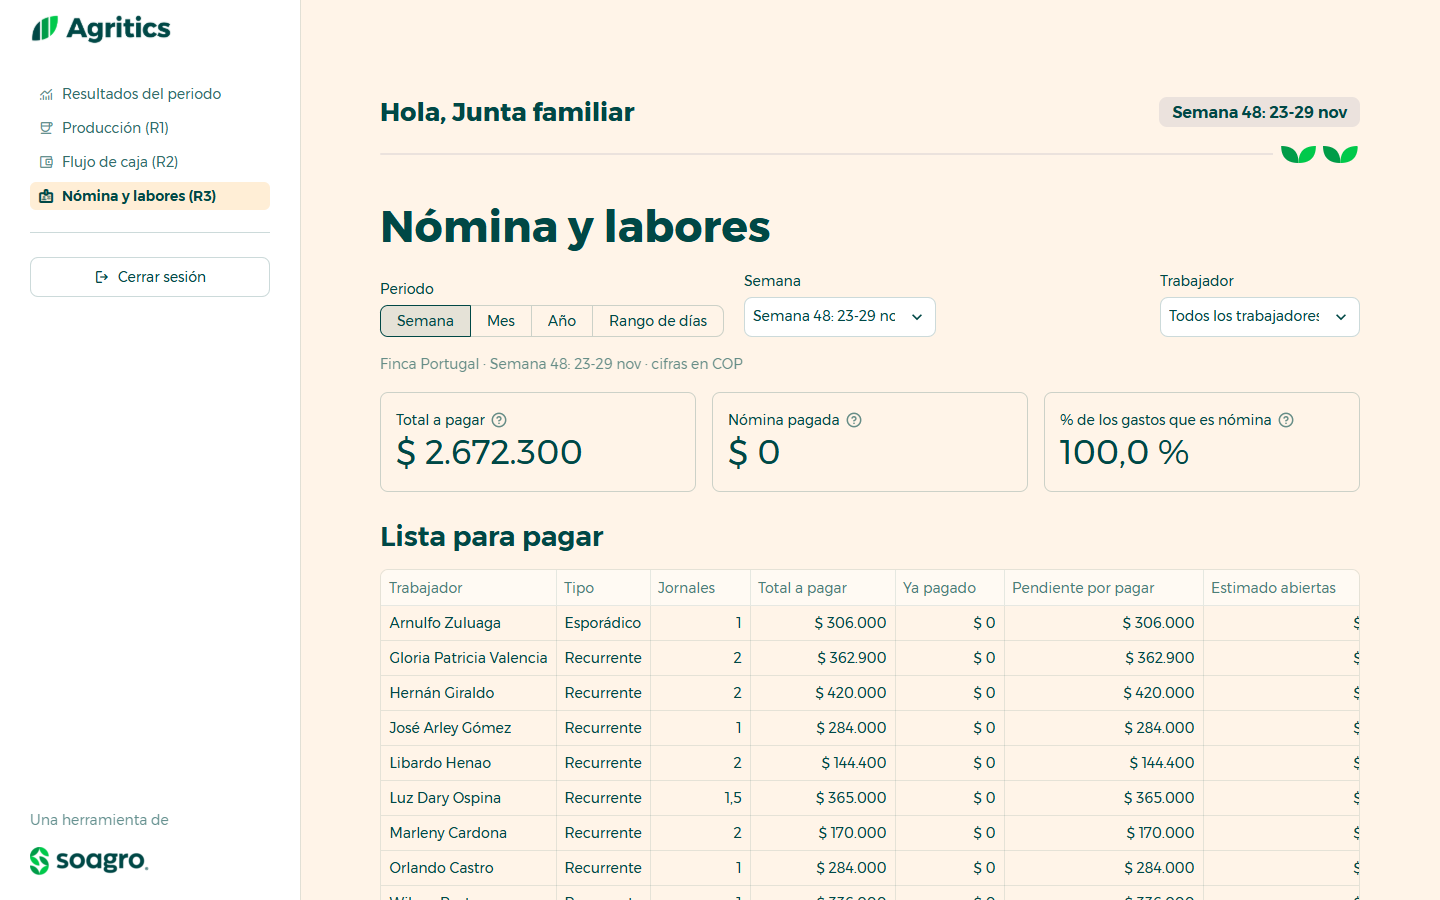 Agritics
Resultados del periodo
Producción (R1)
Flujo de caja (R2)
Nómina y labores (R3)
Cerrar sesión
Una herramienta de
soagro.
Hola, Junta familiar
Semana 48: 23-29 nov
Nómina y labores
Periodo
Semana Mes Año Rango de días
Semana
Semana 48: 23-29 nc
Trabajador
Todos los trabajadores
Finca Portugal · Semana 48: 23-29 nov · cifras en COP
Total a pagar ?
$ 2.672.300
Nómina pagada ?
$ 0
% de los gastos que es nómina ?
100,0 %
Lista para pagar
Trabajador Tipo Jornales Total a pagar Ya pagado Pendiente por pagar Estimado abiertas
Arnulfo Zuluaga Esporádico 1 $ 306.000 $ 0 $ 306.000 $
Gloria Patricia Valencia Recurrente 2 $ 362.900 $ 0 $ 362.900 $
Hernán Giraldo Recurrente 2 $ 420.000 $ 0 $ 420.000 $
José Arley Gómez Recurrente 1 $ 284.000 $ 0 $ 284.000 $
Libardo Henao Recurrente 2 $ 144.400 $ 0 $ 144.400 $
Luz Dary Ospina Recurrente 1,5 $ 365.000 $ 0 $ 365.000 $
Marleny Cardona Recurrente 2 $ 170.000 $ 0 $ 170.000 $
Orlando Castro Recurrente 1 $ 284.000 $ 0 $ 284.000 $